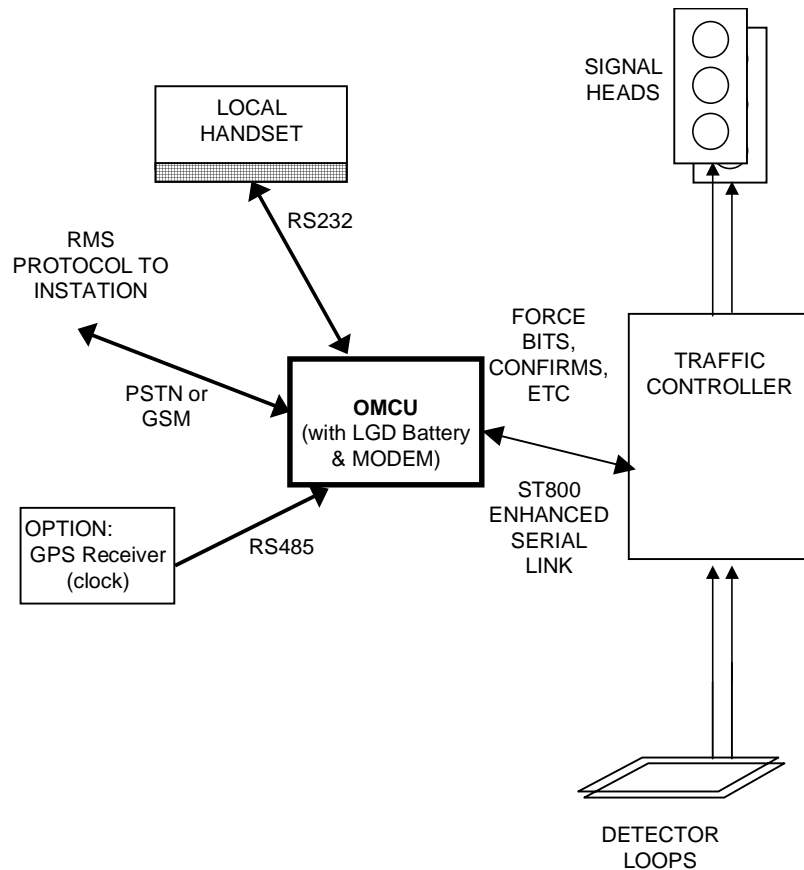 SIGNAL
HEADS
LOCAL
HANDSET
RS232
RMS
PROTOCOL TO
INSTATION
PSTN or
GSM
FORCE
BITS,
CONFIRMS,
ETC
TRAFFIC
CONTROLLER
OMCU
(with LGD Battery
& MODEM)
ST800
ENHANCED
SERIAL
LINK
OPTION:
GPS Receiver
(clock)
RS485
DETECTOR
LOOPS